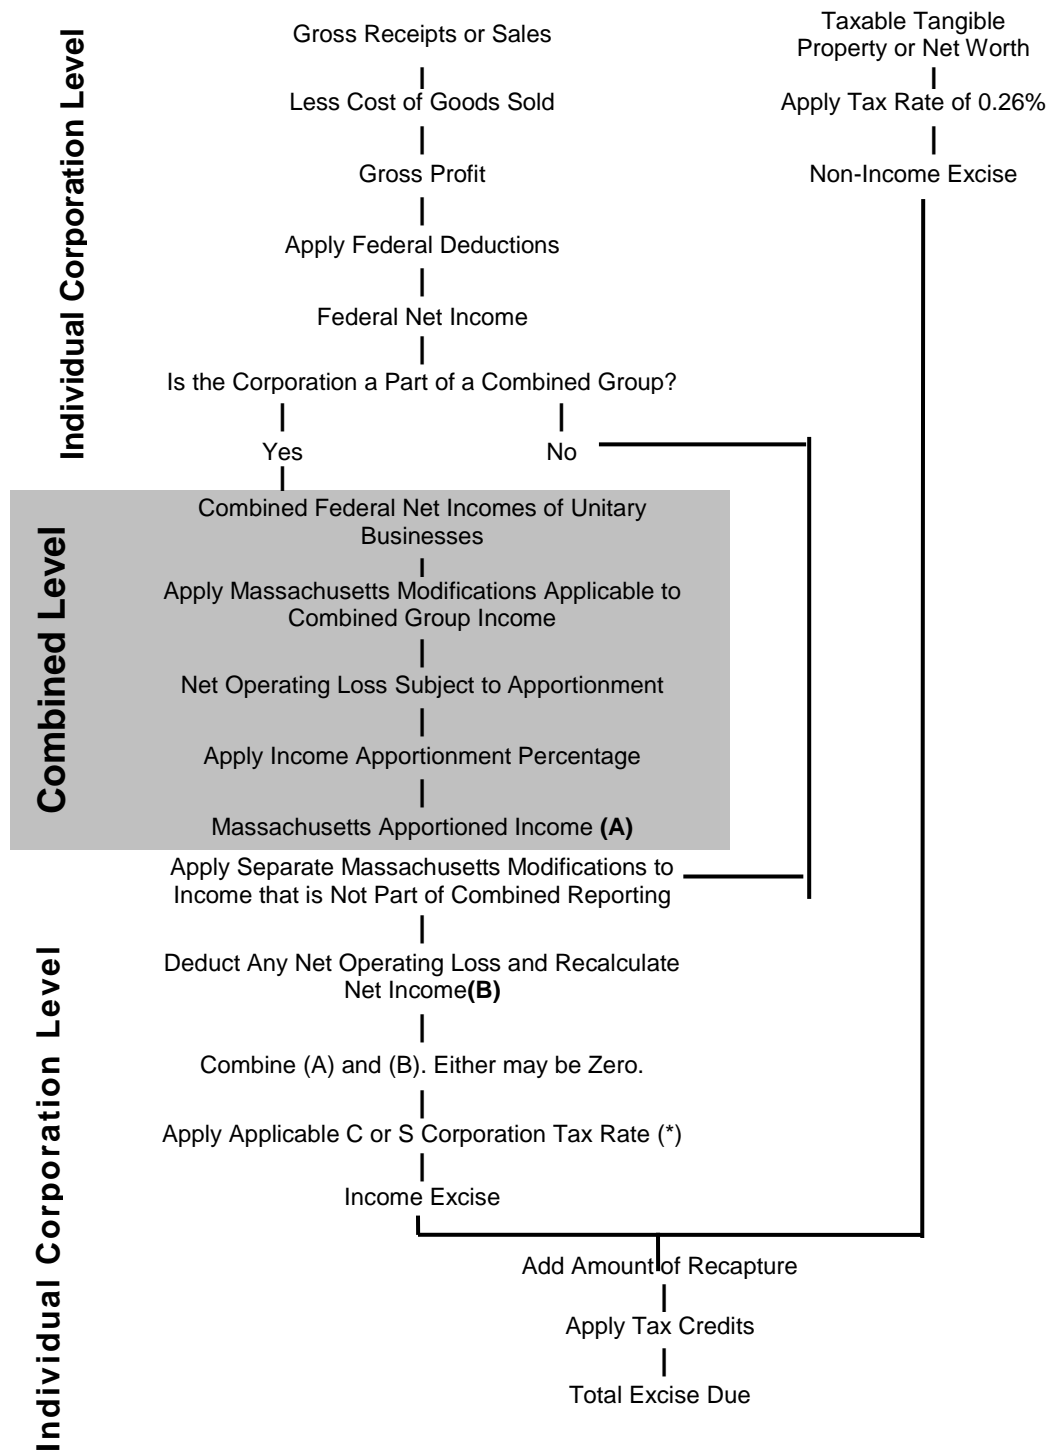 Individual Corporation Level
Gross Receipts or Sales
Less Cost of Goods Sold
Gross Profit
Apply Federal Deductions
Federal Net Income
Is the Corporation a Part of a Combined Group?
Yes
No
Taxable Tangible
Property or Net Worth
Apply Tax Rate of 0.26%
Non-Income Excise
Combined Level
Combined Federal Net Incomes of Unitary
Businesses
Apply Massachusetts Modifications Applicable to
Combined Group Income
Net Operating Loss Subject to Apportionment
Apply Income Apportionment Percentage
Massachusetts Apportioned Income (A)
Individual Corporation Level
Apply Separate Massachusetts Modifications to
Income that is Not Part of Combined Reporting
Deduct Any Net Operating Loss and Recalculate
Net Income(B)
Combine (A) and (B). Either may be Zero.
Apply Applicable C or S Corporation Tax Rate (*)
Income Excise
Add Amount of Recapture
Apply Tax Credits
Total Excise Due